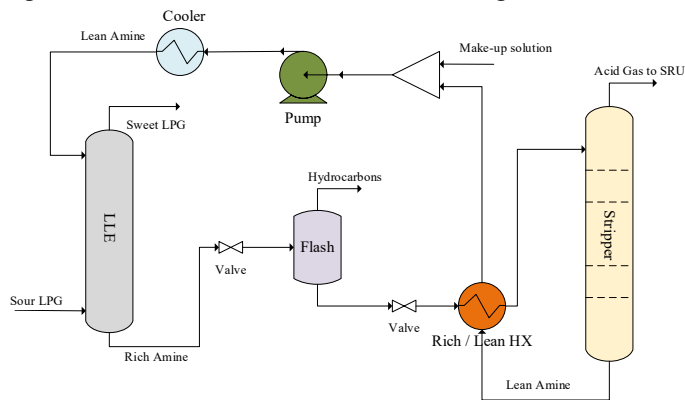 Cooler
Lean Amine
Make-up solution
Acid Gas to SRU
Sweet LPG
Pump
Hydrocarbons
LLE
Flash
Stripper
Valve
Sour LPG
Valve
Rich / Lean HX
Rich Amine
Lean Amine